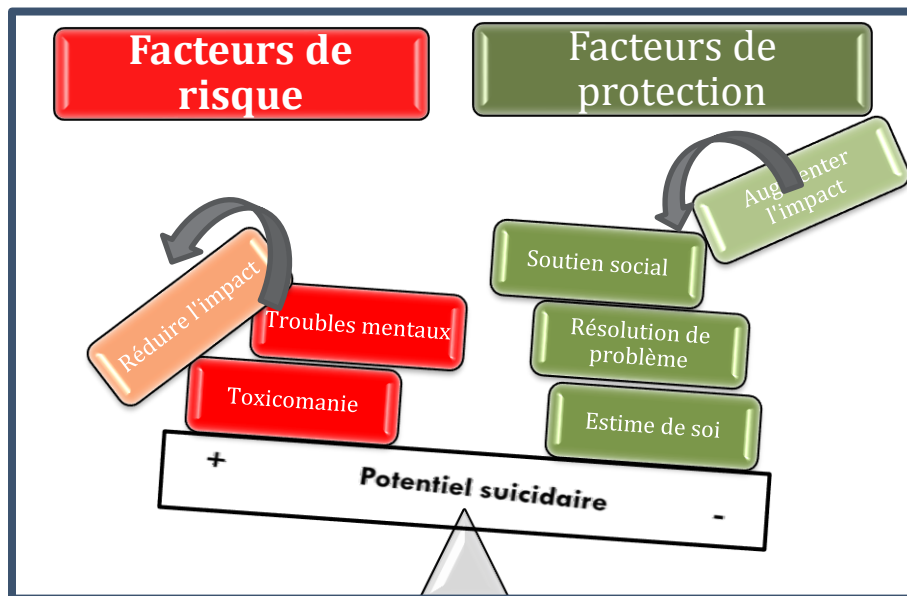 Facteurs de
risque
Facteurs de
protection
Augmenter
l'impact
Soutien social
Réduire l'impact
Troubles mentaux
Résolution de
problème
Toxicomanie
Estime de soi
+
Potentiel suicidaire
-